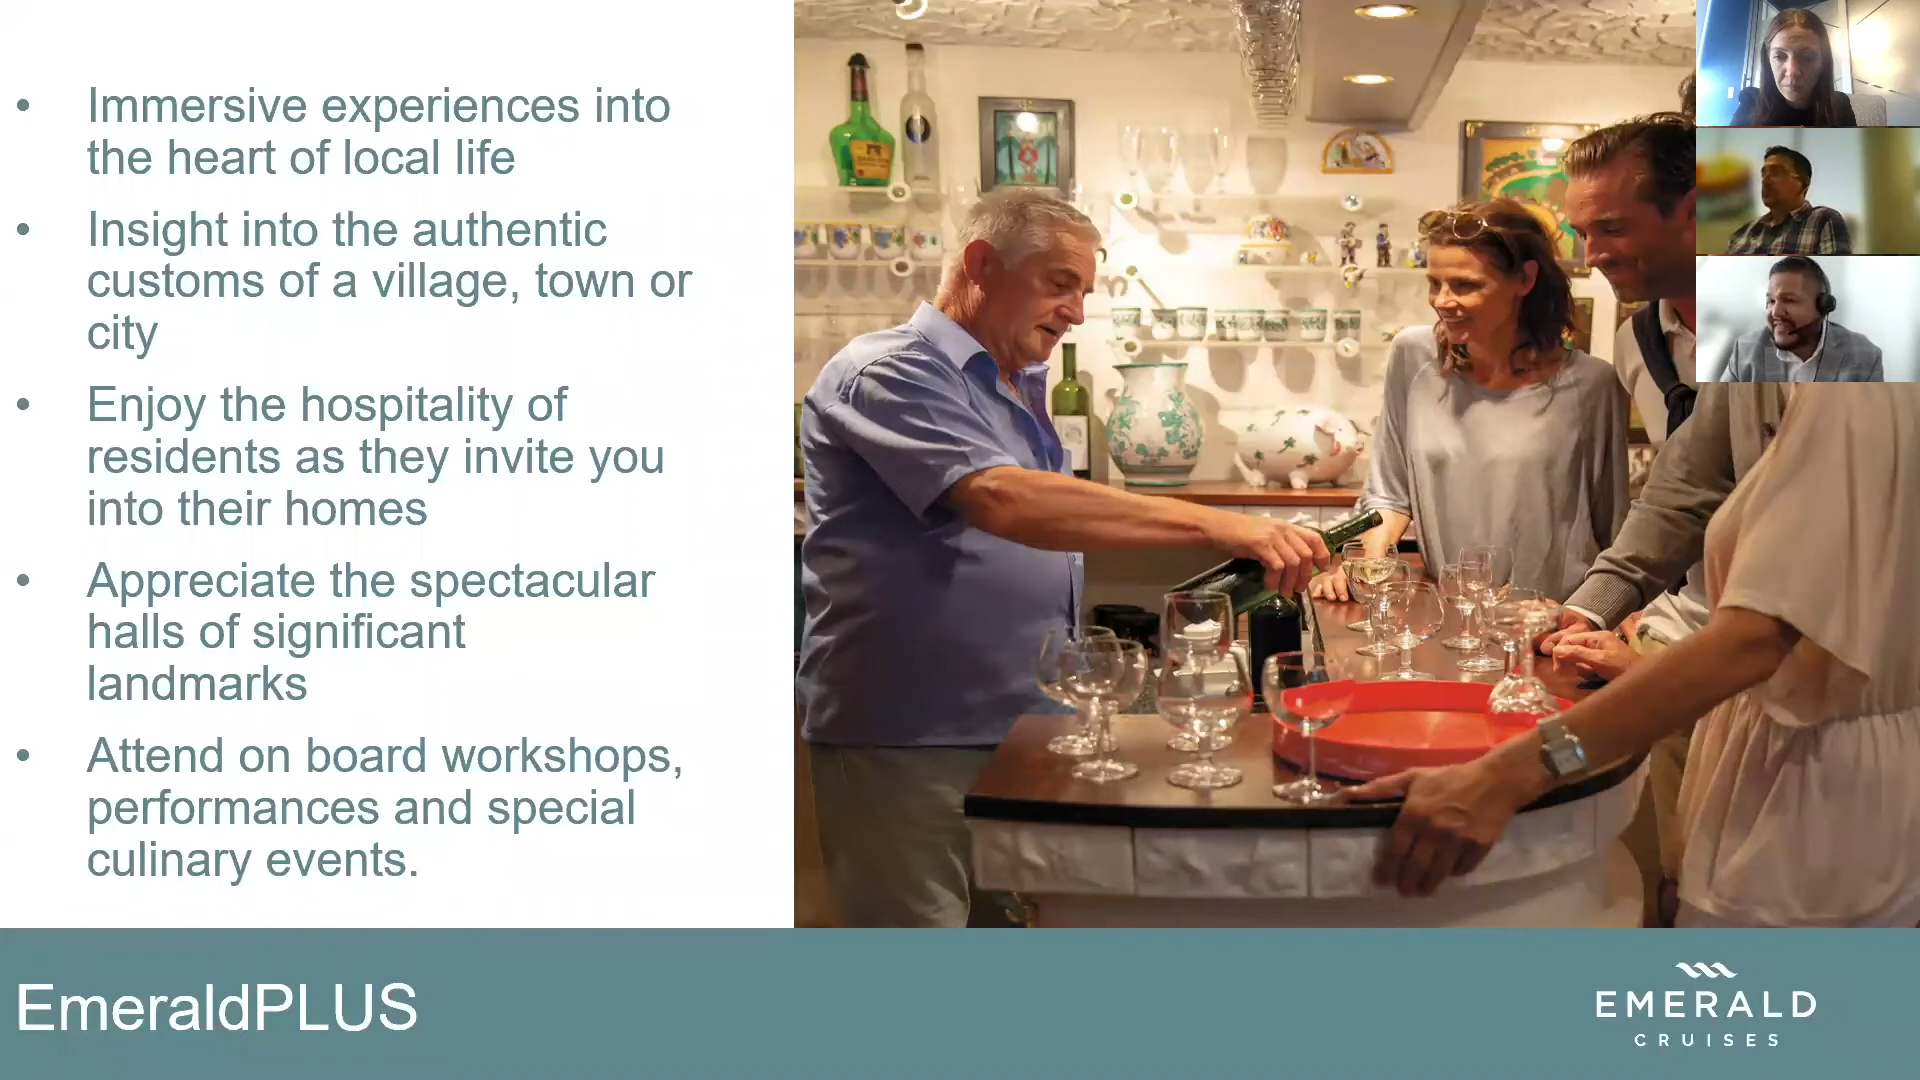 • Immersive experiences into
the heart of local life
• Insight into the authentic
customs of a village, town or
city
• Enjoy the hospitality of
residents as they invite you
into their homes
• Appreciate the spectacular
halls of significant
landmarks
• Attend on board workshops,
performances and special
culinary events.
EmeraldPLUS
EMERALD
CRUISES